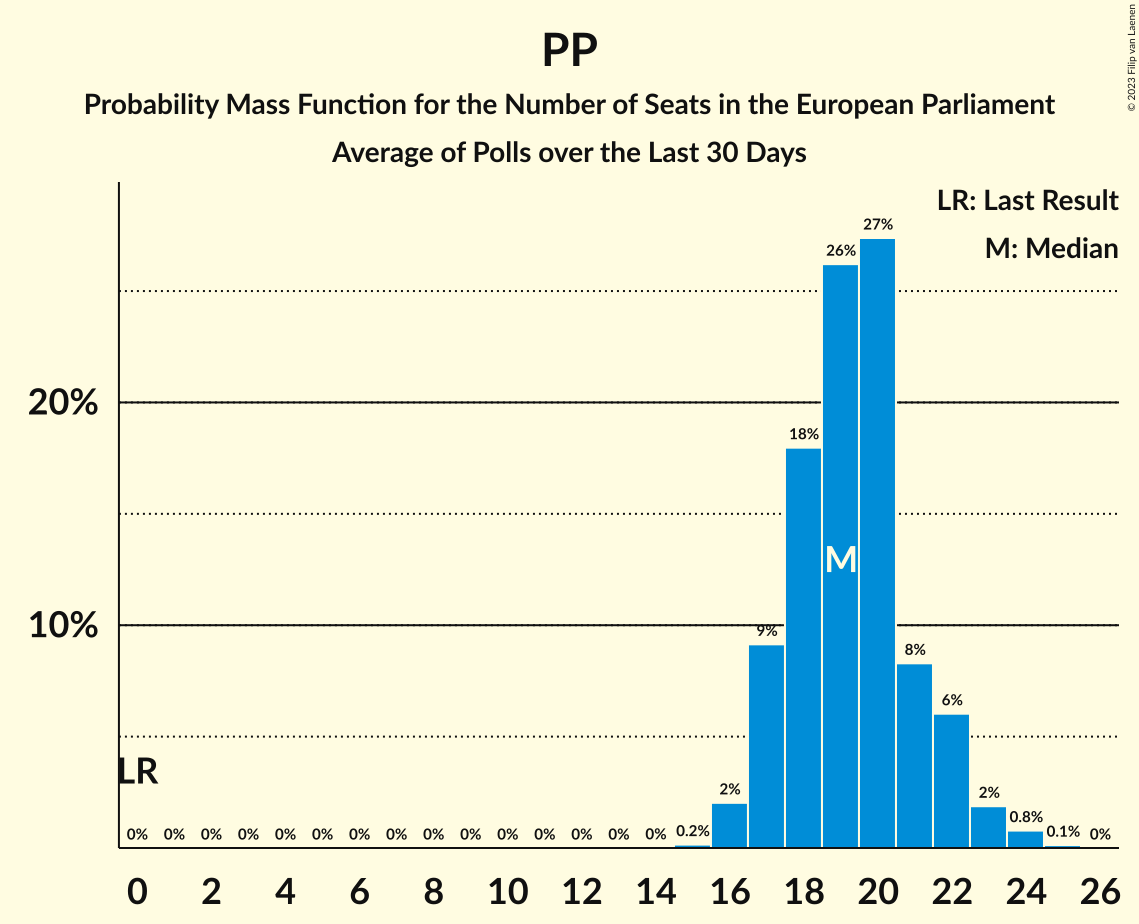 PP
Probability Mass Function for the Number of Seats in the European Parliament
Average of Polls over the Last 30 Days
© 2023 Filip van Laenen
LR: Last Result
M: Median
27%
26%
20%
18%
M
10%
9%
8%
6%
LR
2%
2%
0% 0% 0% 0% 0% 0% 0% 0% 0% 0% 0% 0% 0% 0% 0% 0.2% 0.8% 0.1% 0%
0 2 4 6 8 10 12 14 16 18 20 22 24 26